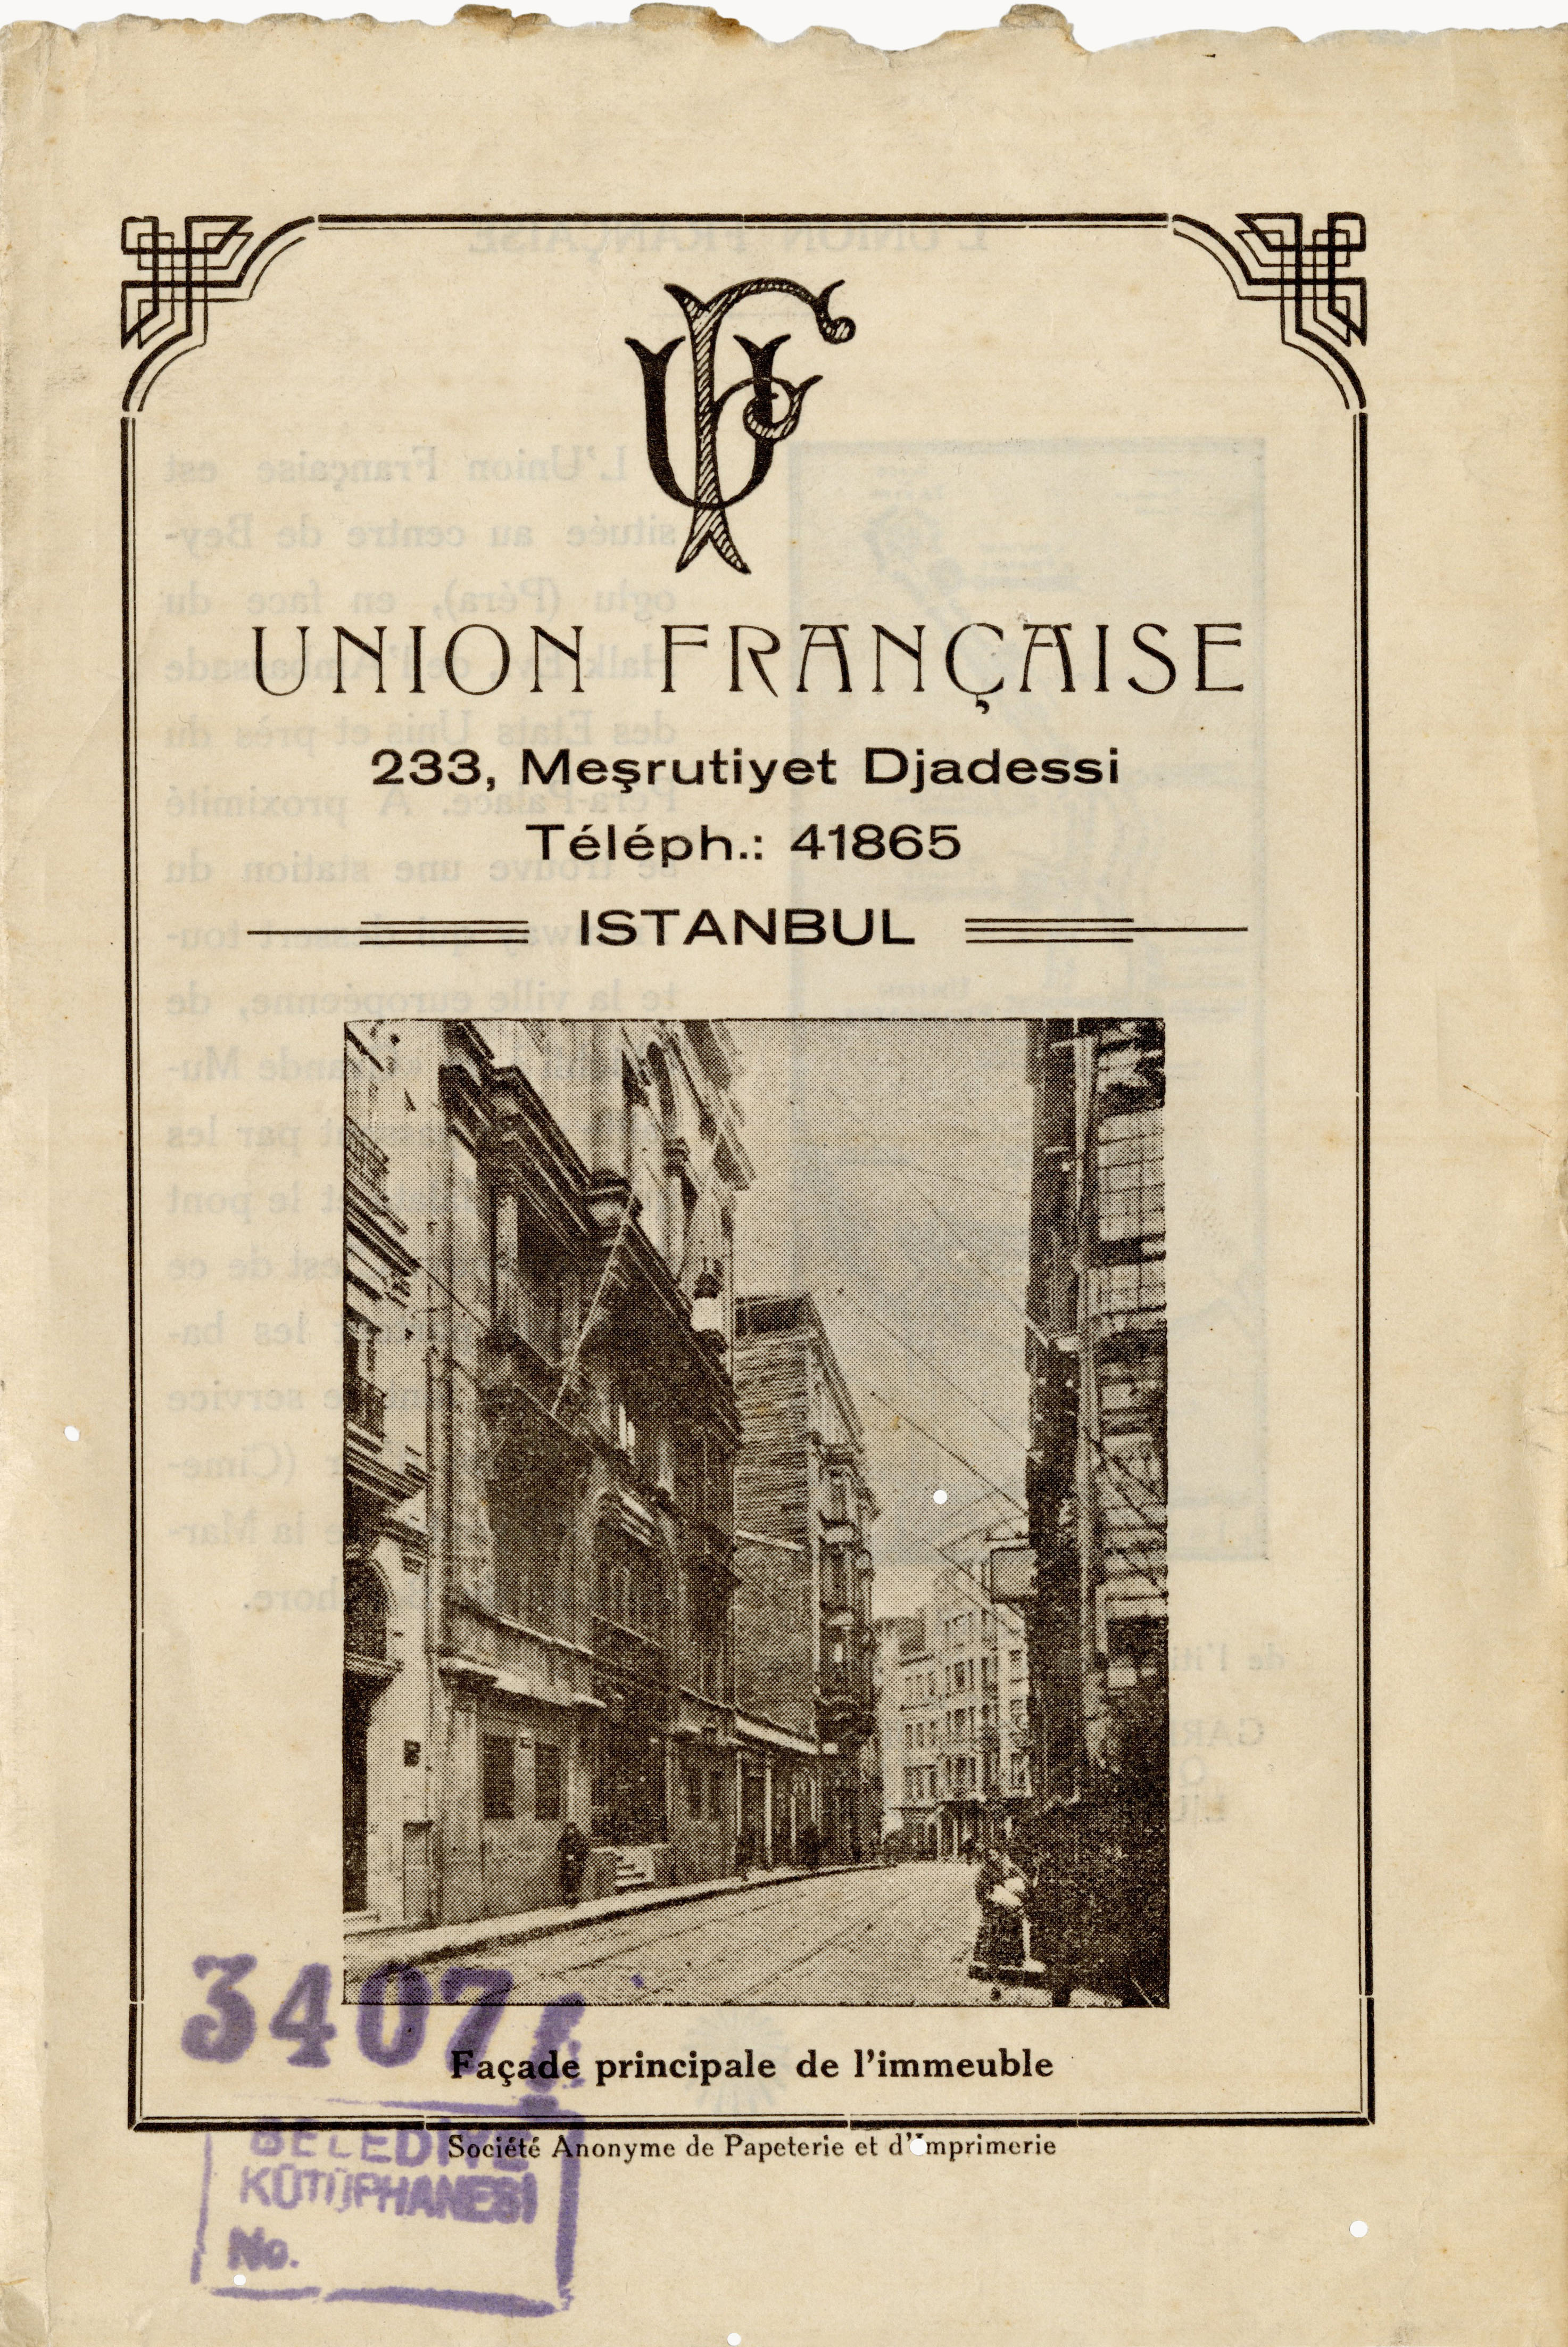 UF
UNION FRANÇAISE
233, Meşrutiyet Djadessi
Téléph.: 41865
ISTANBUL
3407
Façade principale de l'immeuble
Société Anonyme de Papeterie et d'Imprimerie
BELEDİYE
KÜTÜPHANESİ
No.